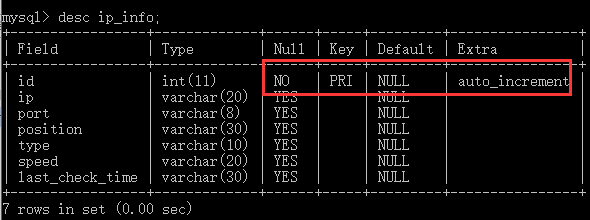 mysql> desc ip_info;
+-----------------+-------------+------+-----+---------+----------------+
| Field           | Type        | Null | Key | Default | Extra          |
+-----------------+-------------+------+-----+---------+----------------+
| id              | int(11)     | NO   | PRI | NULL    | auto_increment |
| ip              | varchar(20) | YES  |     | NULL    |                |
| port            | varchar(8)  | YES  |     | NULL    |                |
| position        | varchar(30) | YES  |     | NULL    |                |
| type            | varchar(10) | YES  |     | NULL    |                |
| speed           | varchar(20) | YES  |     | NULL    |                |
| last_check_time | varchar(30) | YES  |     | NULL    |                |
+-----------------+-------------+------+-----+---------+----------------+
7 rows in set (0.00 sec)